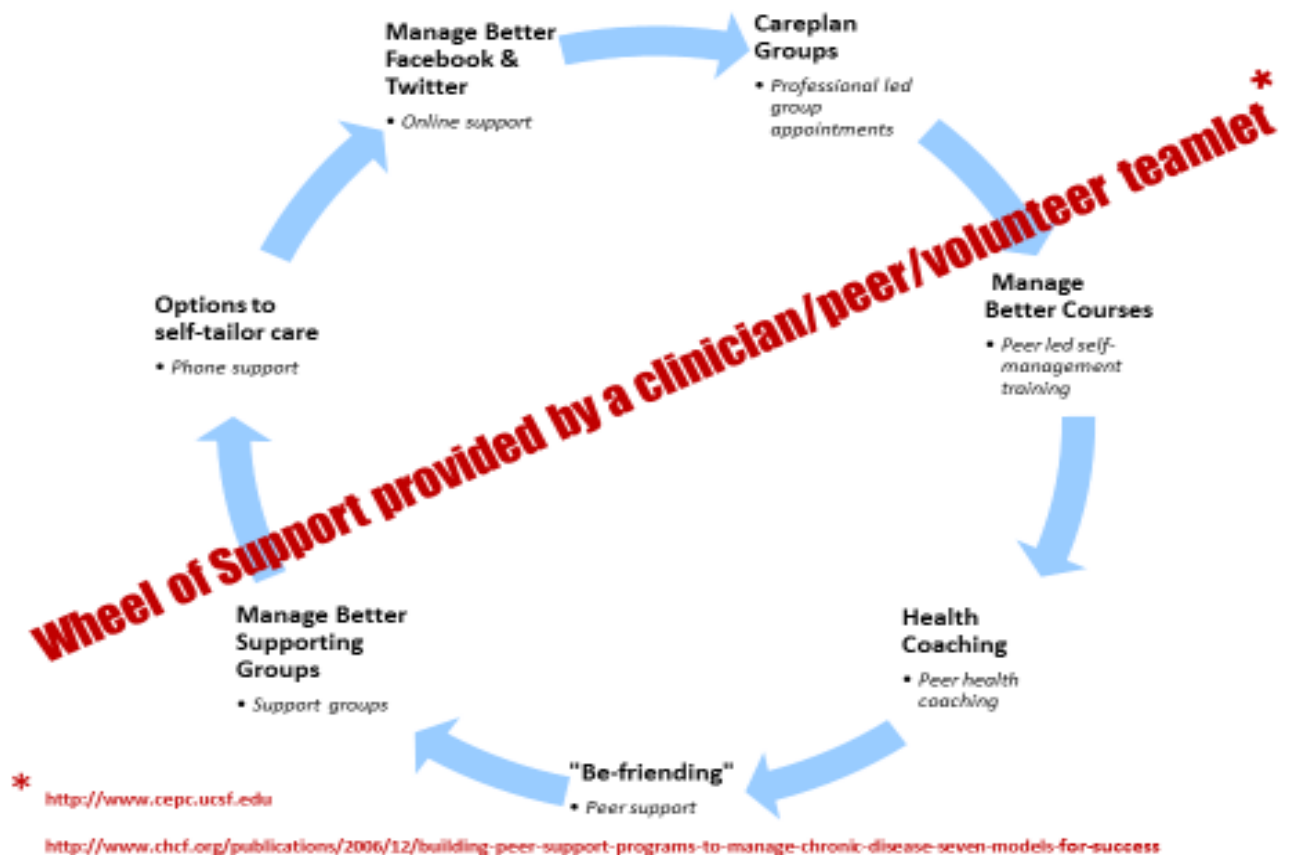 Manage Better
Facebook &
Twitter
• Online support
Careplan
Groups
• Professional led
group
appointments
Manage
Better Courses
• Peer led self-
management
training
Health
Coaching
• Peer health
coaching
"Be-friending"
• Peer support
Manage Better
Supporting
Groups
• Support groups
Options to
self-tailor care
• Phone support
Wheel of Support provided by a clinician/peer/volunteer teamlet*
* http://www.cepc.ucsf.edu
http://www.chcf.org/publications/2006/12/building-peer-support-programs-to-manage-chronic-disease-seven-models-for-success